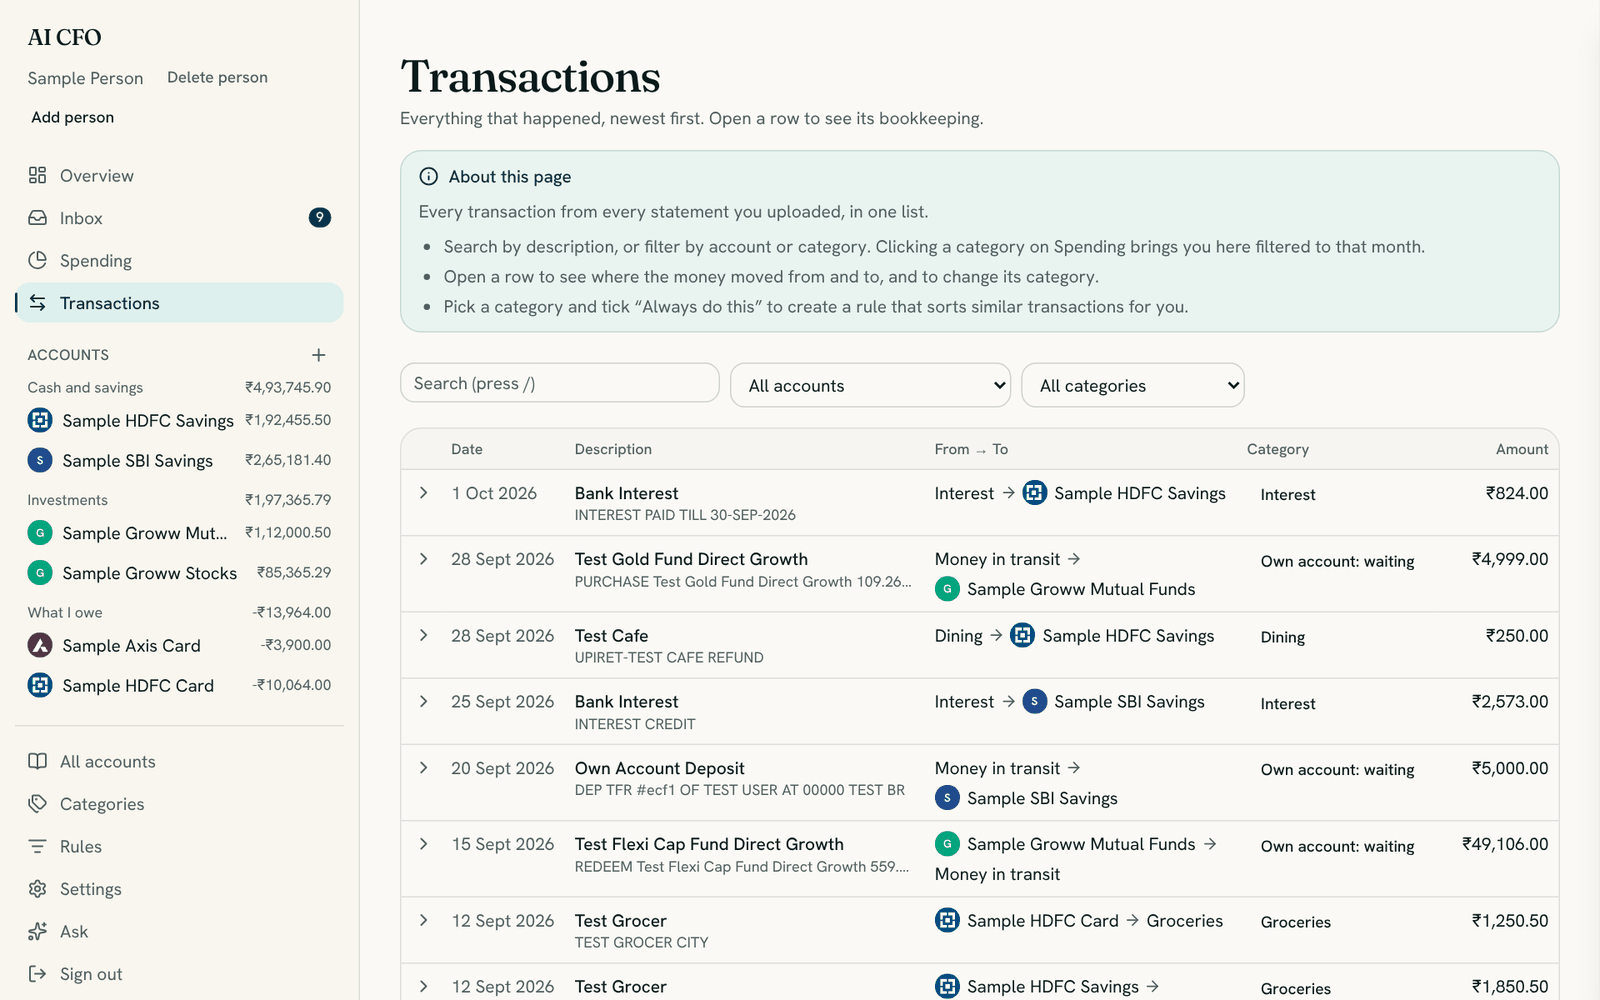 AI CFO
Sample Person Delete person
Add person
Overview
Inbox 9
Spending
Transactions
ACCOUNTS
Cash and savings ₹4,93,745.90
Sample HDFC Savings ₹1,92,455.50
S Sample SBI Savings ₹2,65,181.40
Investments ₹1,97,365.79
G Sample Groww Mut... ₹1,12,000.50
G Sample Groww Stocks ₹85,365.29
What I owe -₹13,964.00
Sample Axis Card -₹3,900.00
Sample HDFC Card -₹10,064.00
All accounts
Categories
Rules
Settings
Ask
Sign out
Transactions
Everything that happened, newest first. Open a row to see its bookkeeping.
About this page
Every transaction from every statement you uploaded, in one list.
• Search by description, or filter by account or category. Clicking a category on Spending brings you here filtered to that month.
• Open a row to see where the money moved from and to, and to change its category.
• Pick a category and tick “Always do this” to create a rule that sorts similar transactions for you.
Search (press /) All accounts All categories
Date Description From → To Category Amount
1 Oct 2026 Bank Interest Interest → Sample HDFC Savings Interest ₹824.00
INTEREST PAID TILL 30-SEP-2026
28 Sept 2026 Test Gold Fund Direct Growth Money in transit → Own account: waiting ₹4,999.00
PURCHASE Test Gold Fund Direct Growth 109.26... G Sample Groww Mutual Funds
28 Sept 2026 Test Cafe Dining → Sample HDFC Savings Dining ₹250.00
UPIRET-TEST CAFE REFUND
25 Sept 2026 Bank Interest Interest → S Sample SBI Savings Interest ₹2,573.00
INTEREST CREDIT
20 Sept 2026 Own Account Deposit Money in transit → Own account: waiting ₹5,000.00
DEP TFR #ecf1 OF TEST USER AT 00000 TEST BR S Sample SBI Savings
15 Sept 2026 Test Flexi Cap Fund Direct Growth G Sample Groww Mutual Funds → Own account: waiting ₹49,106.00
REDEEM Test Flexi Cap Fund Direct Growth 559.... Money in transit
12 Sept 2026 Test Grocer Sample HDFC Card → Groceries Groceries ₹1,250.50
TEST GROCER CITY
12 Sept 2026 Test Grocer Sample HDFC Savings → Groceries ₹1,850.50